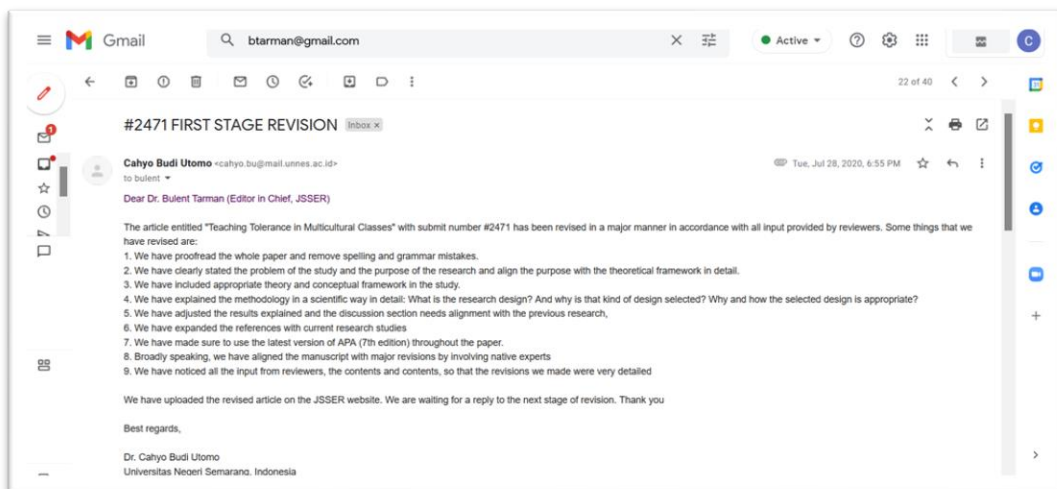 Gmail
btarman@gmail.com
Active
22 of 40
#2471 FIRST STAGE REVISION Inbox ×
1
Cahyo Budi Utomo <cahyo.bu@mail.unnes.ac.id>
Tue, Jul 28, 2020, 6:55 PM
to bulent
Dear Dr. Bulent Tarman (Editor in Chief, JSSER)
The article entitled "Teaching Tolerance in Multicultural Classes" with submit number #2471 has been revised in a major manner in accordance with all input provided by reviewers. Some things that we
have revised are:
1. We have proofread the whole paper and remove spelling and grammar mistakes.
2. We have clearly stated the problem of the study and the purpose of the research and align the purpose with the theoretical framework in detail.
3. We have included appropriate theory and conceptual framework in the study.
4. We have explained the methodology in a scientific way in detail: What is the research design? And why is that kind of design selected? Why and how the selected design is appropriate?
5. We have adjusted the results explained and the discussion section needs alignment with the previous research,
6. We have expanded the references with current research studies
7. We have made sure to use the latest version of APA (7th edition) throughout the paper.
8. Broadly speaking, we have aligned the manuscript with major revisions by involving native experts
9. We have noticed all the input from reviewers, the contents and contents, so that the revisions we made were very detailed
We have uploaded the revised article on the JSSER website. We are waiting for a reply to the next stage of revision. Thank you
Best regards,
Dr. Cahyo Budi Utomo
Universitas Negeri Semarang, Indonesia
C